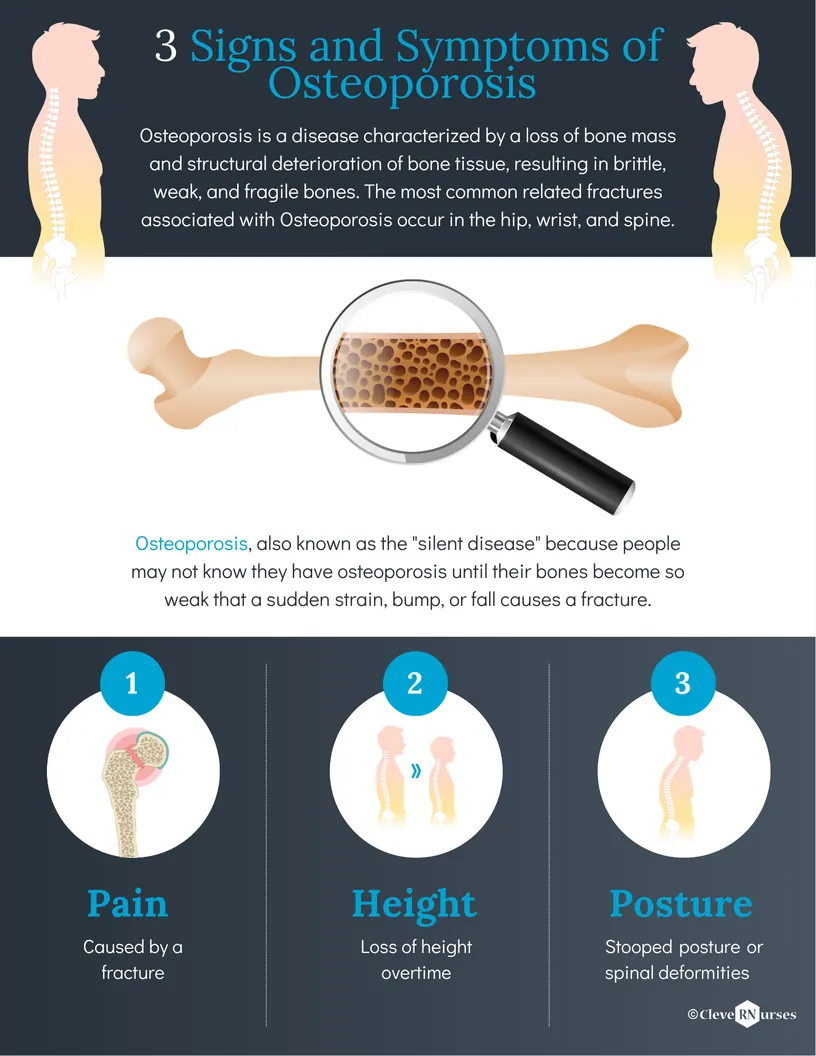 3 Signs and Symptoms of
Osteoporosis
Osteoporosis is a disease characterized by a loss of bone mass
and structural deterioration of bone tissue, resulting in brittle,
weak, and fragile bones. The most common related fractures
associated with Osteoporosis occur in the hip, wrist, and spine.
Osteoporosis, also known as the "silent disease" because people
may not know they have osteoporosis until their bones become so
weak that a sudden strain, bump, or fall causes a fracture.
1
2
3
Pain
Height
Posture
Caused by a
fracture
Loss of height
overtime
Stooped posture or
spinal deformities
©CleveRNurses